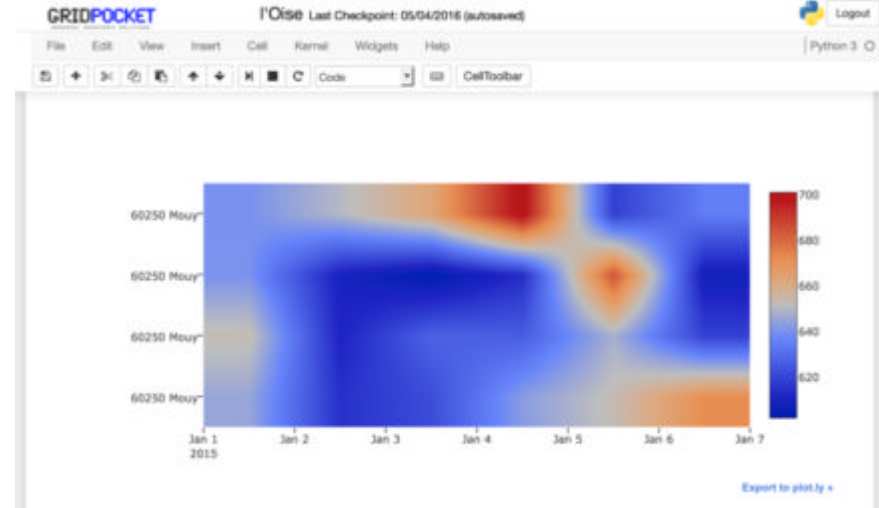 GRIDPOCKET l'Oise Last Checkpoint: 05/04/2016 (autosaved) Logout
File Edit View Insert Cell Kernel Widgets Help Python 3
Code CellToolbar
700
60250 Mouy
680
60250 Mouy
660
60250 Mouy
640
620
60250 Mouy
Jan 1 Jan 2 Jan 3 Jan 4 Jan 5 Jan 6 Jan 7
2015
Export to plot.ly »